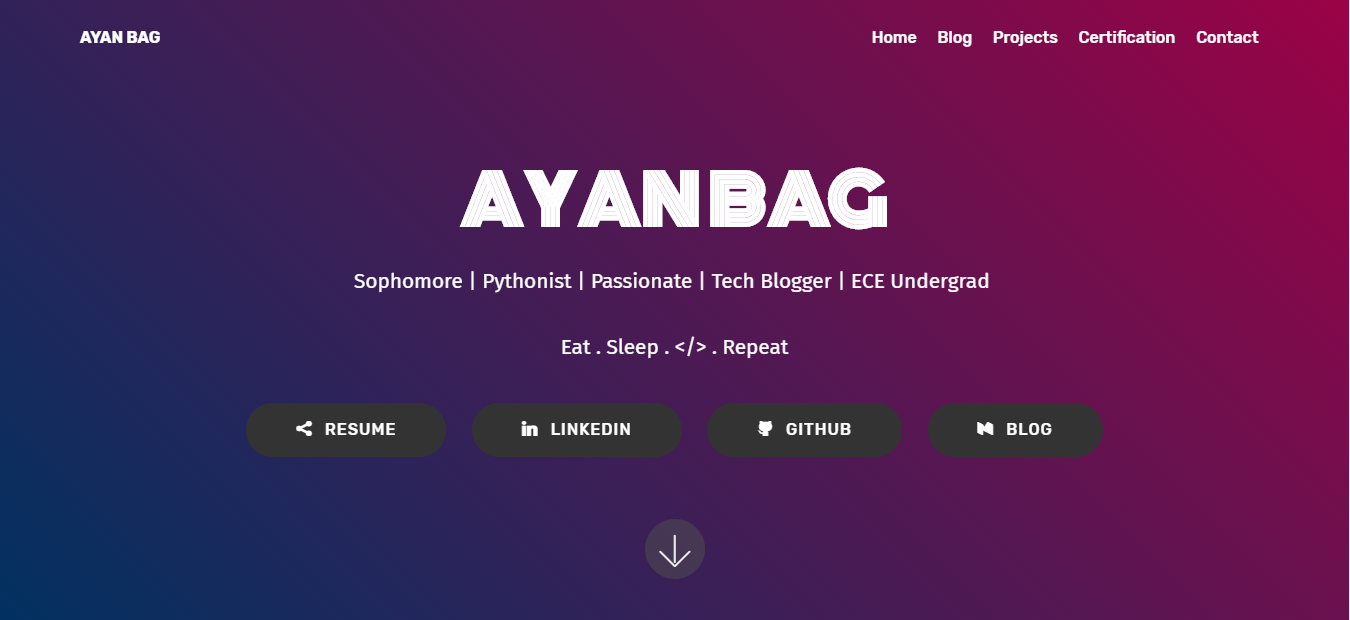 AYAN BAG
Home Blog Projects Certification Contact
AYANBAG
Sophomore | Pythonist | Passionate | Tech Blogger | ECE Undergrad
Eat . Sleep . </> . Repeat
RESUME LINKEDIN GITHUB BLOG